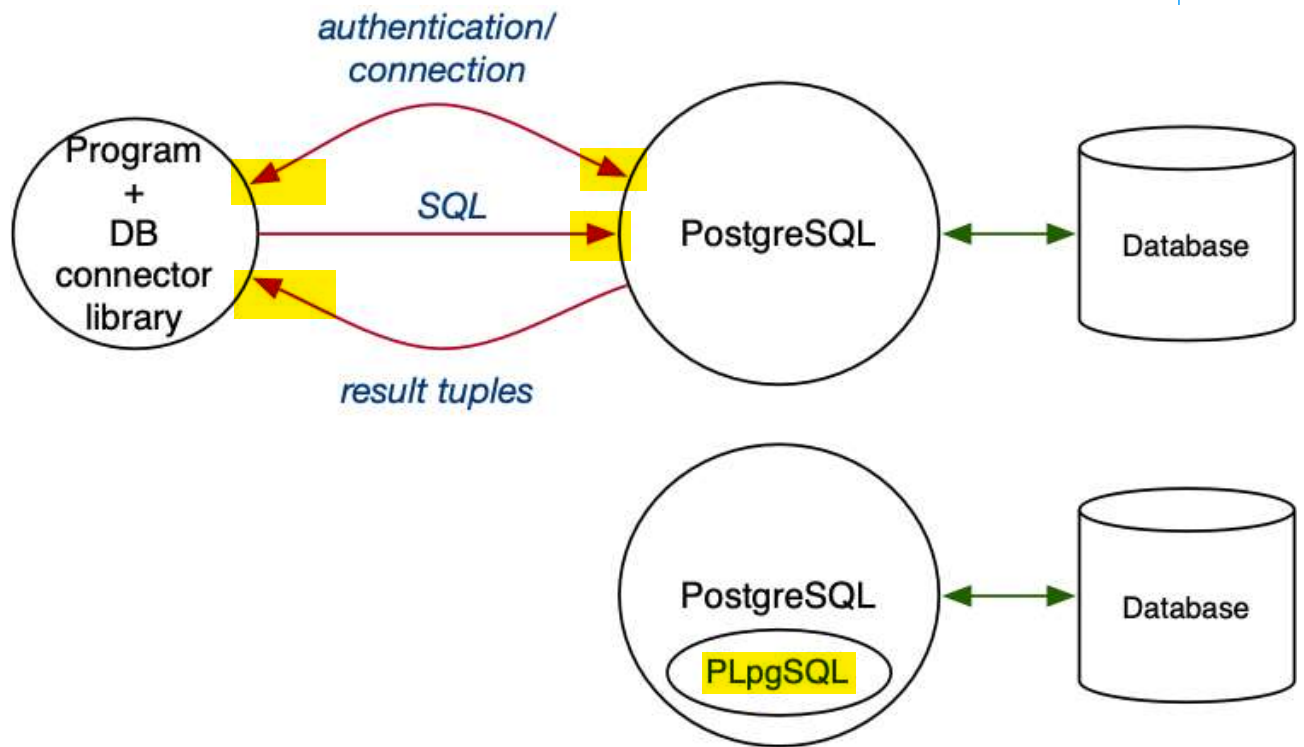 authentication/
connection
Program
+
DB
connector
library
SQL
PostgreSQL
Database
result tuples
PostgreSQL
PLpgSQL
Database